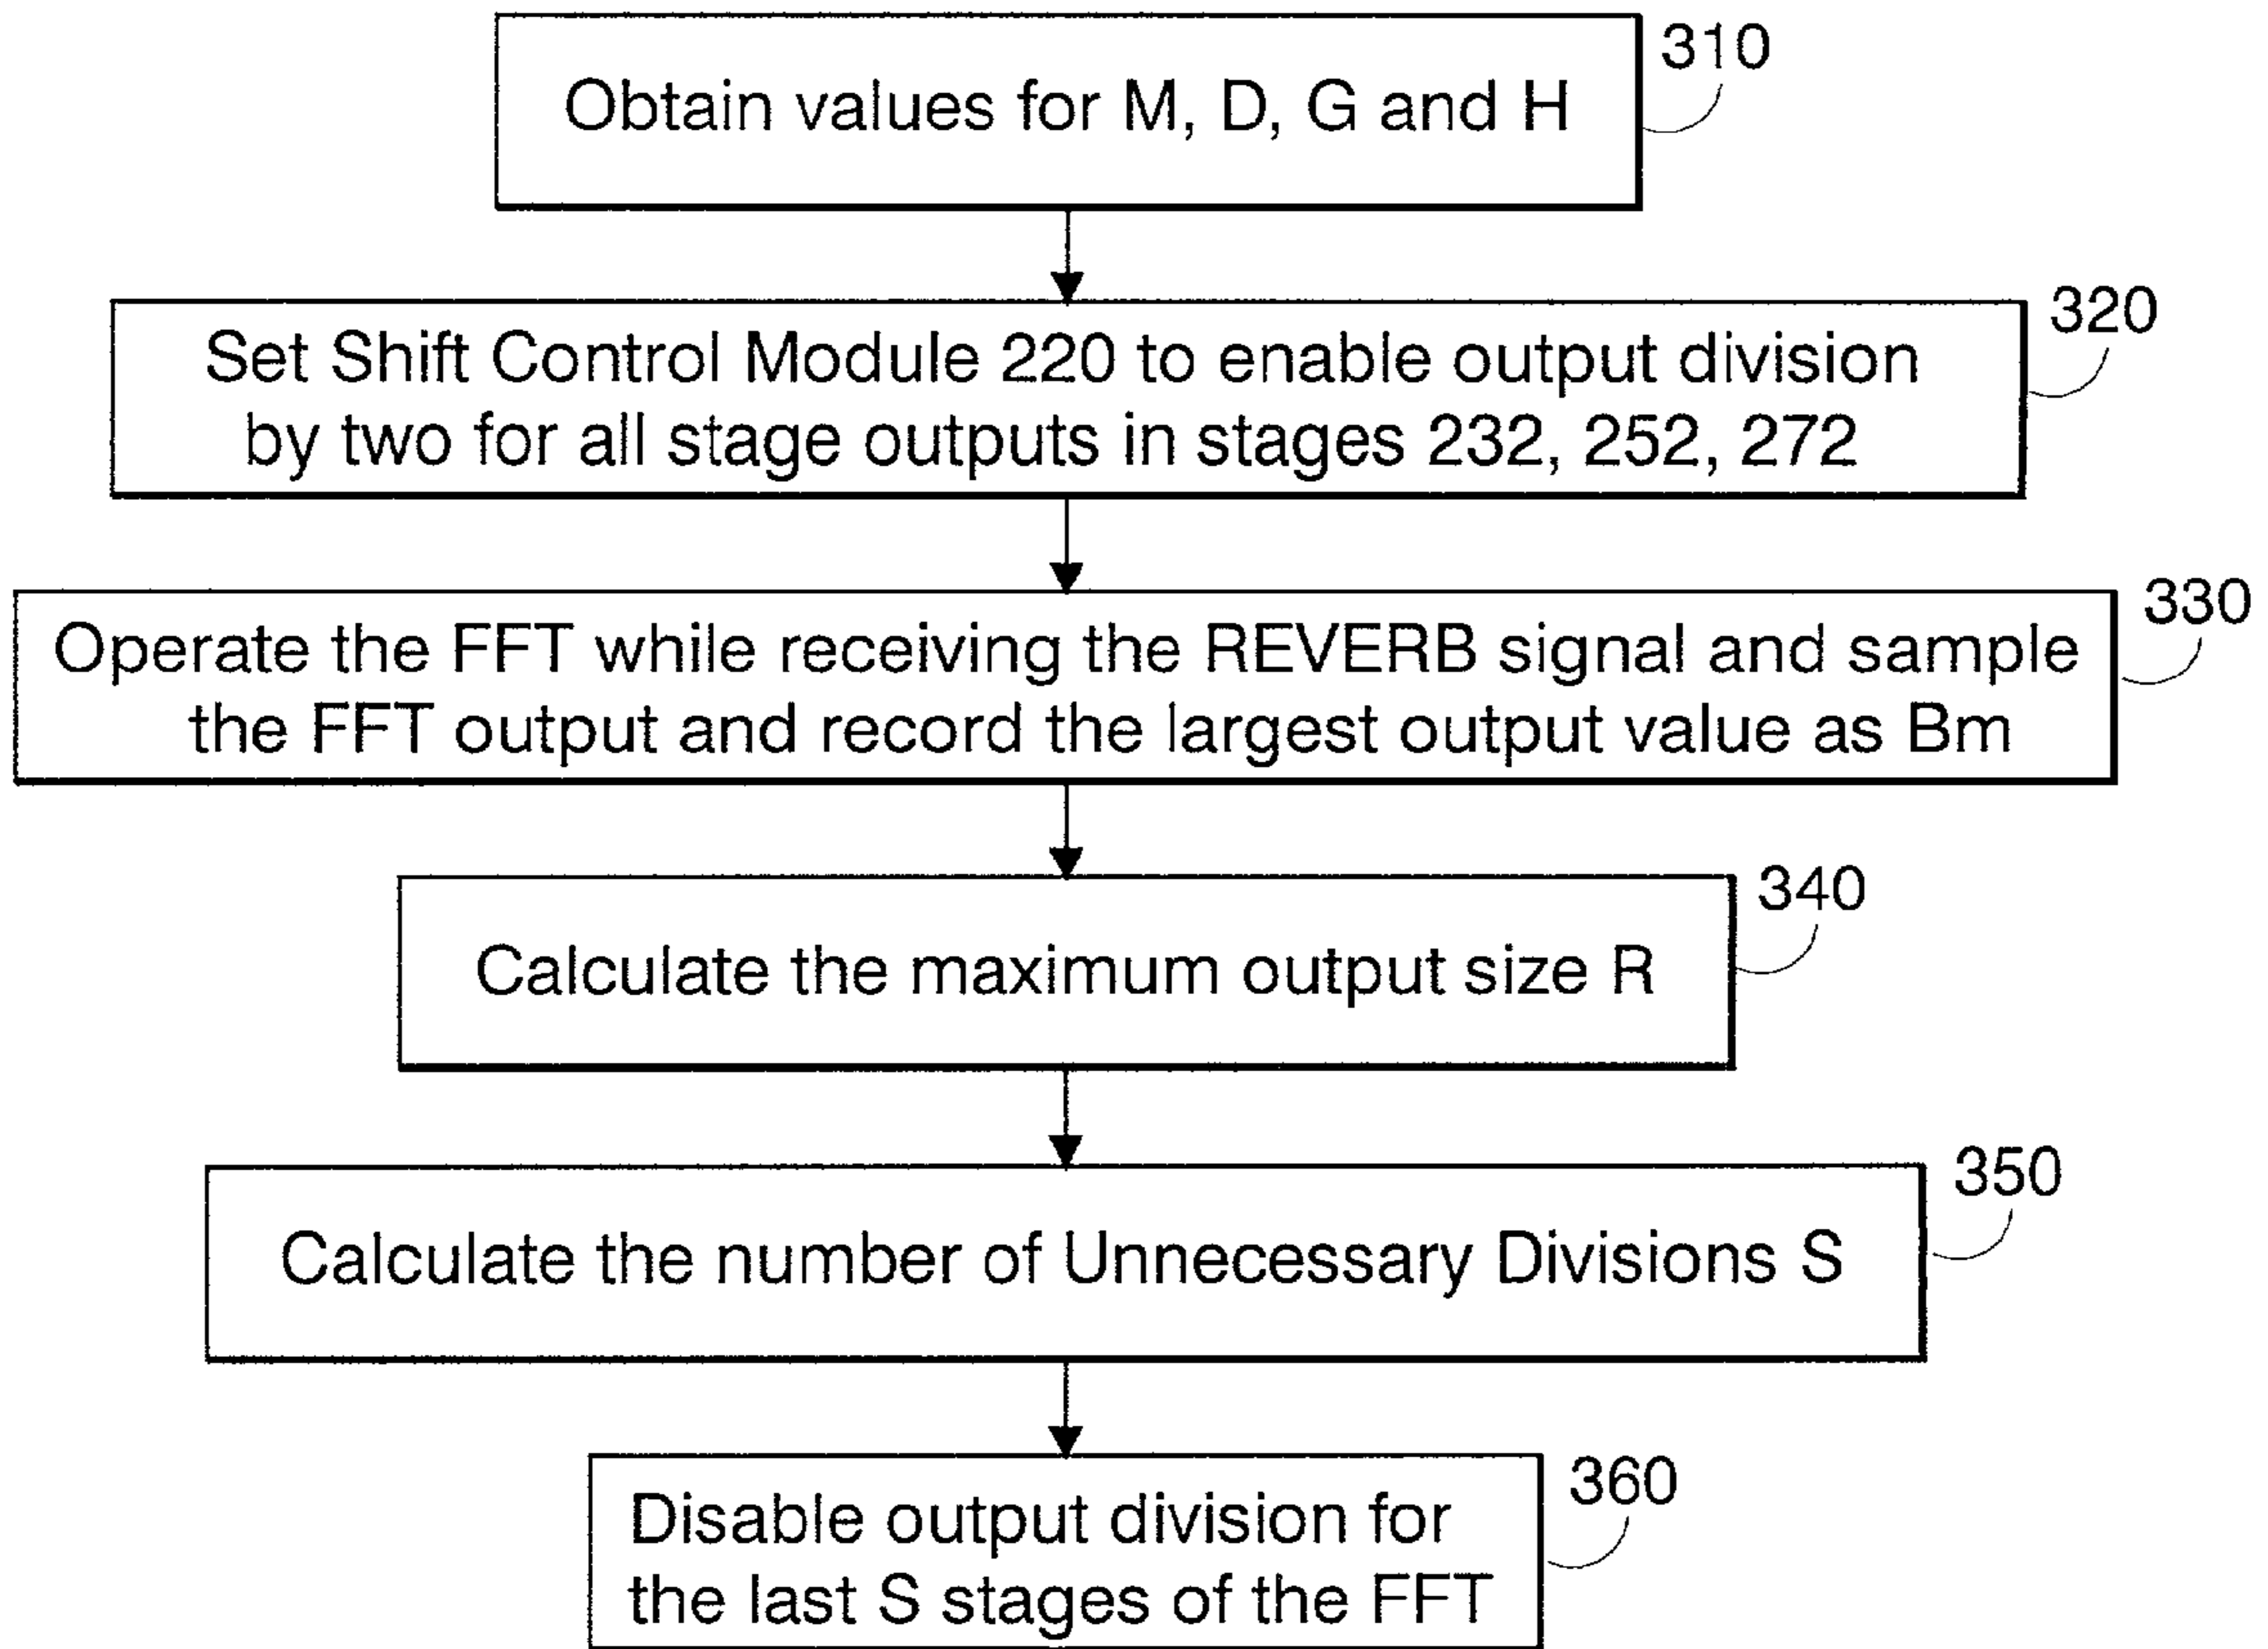 310
Obtain values for M, D, G and H
320
Set Shift Control Module 220 to enable output division
by two for all stage outputs in stages 232, 252, 272
330
Operate the FFT while receiving the REVERB signal and sample
the FFT output and record the largest output value as Bm
340
Calculate the maximum output size R
350
Calculate the number of Unnecessary Divisions S
360
Disable output division for
the last S stages of the FFT